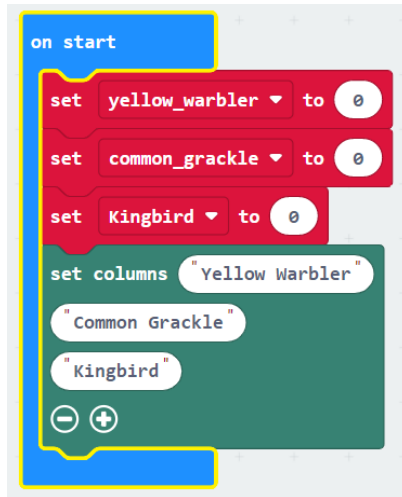 on start
set yellow_warbler to 0
set common_grackle to 0
set Kingbird to 0
set columns "Yellow Warbler"
"Common Grackle"
"Kingbird"